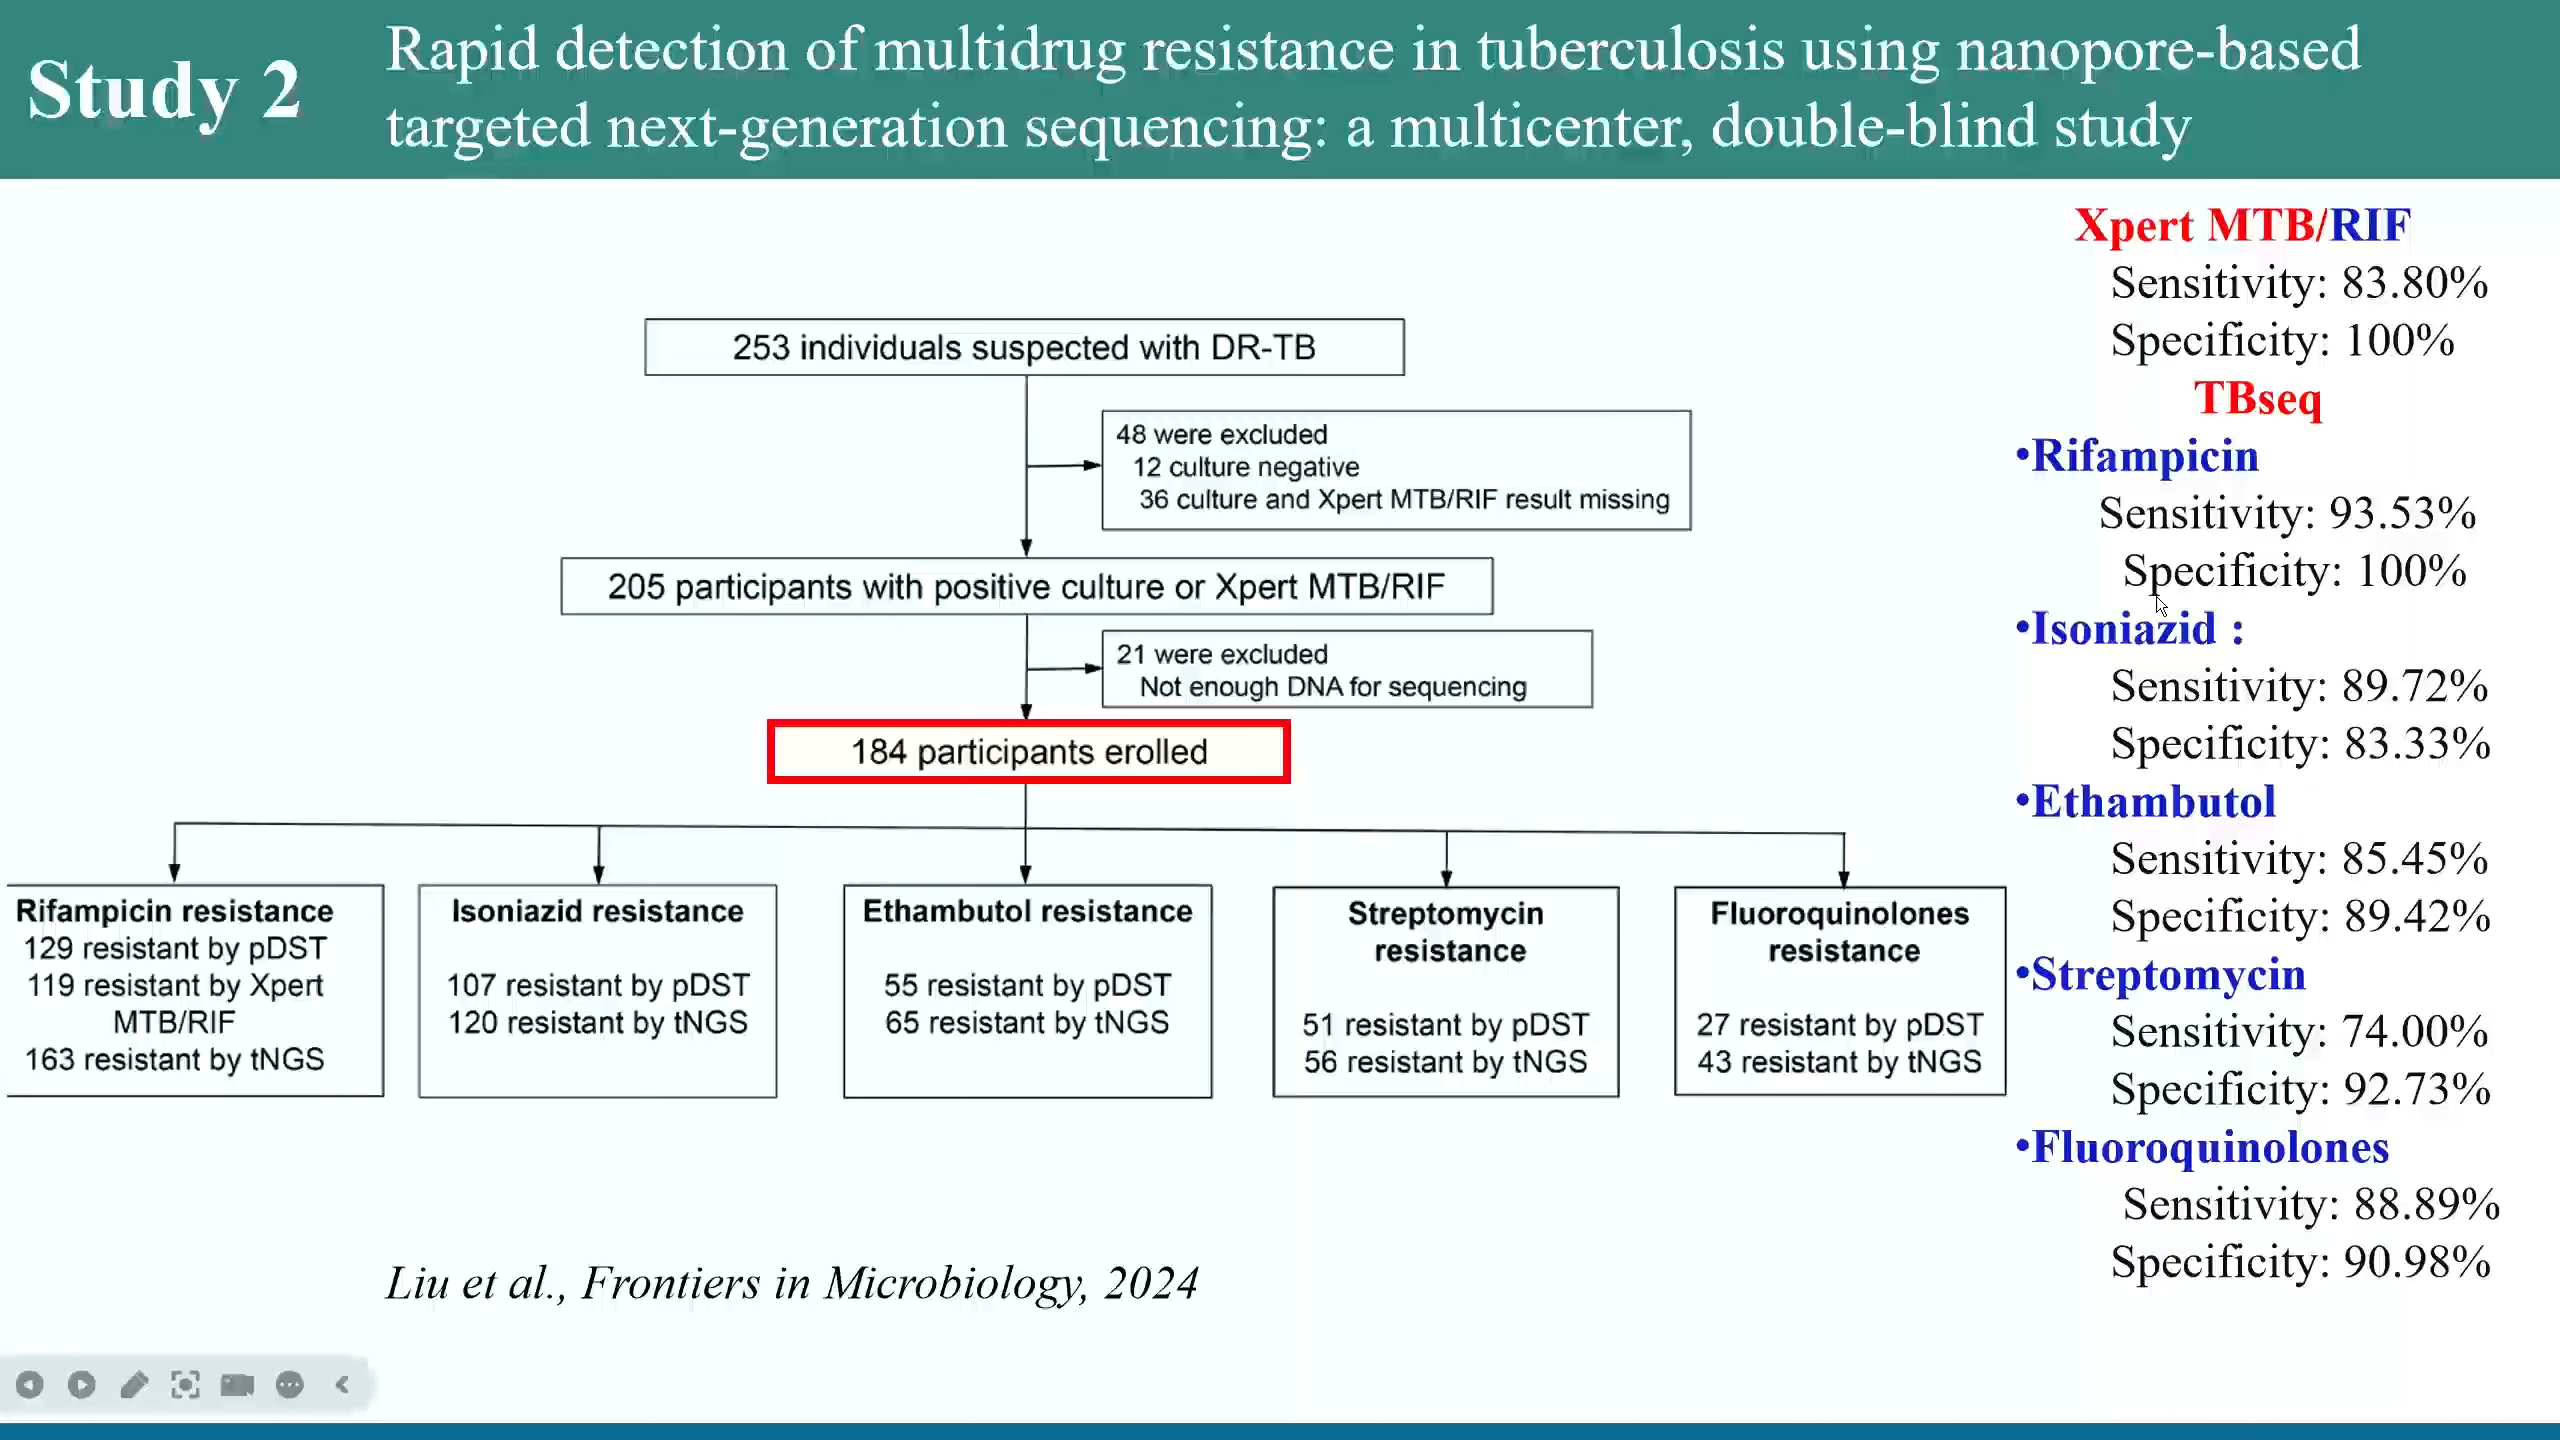 Study 2
Rapid detection of multidrug resistance in tuberculosis using nanopore-based
targeted next-generation sequencing: a multicenter, double-blind study
253 individuals suspected with DR-TB
48 were excluded
12 culture negative
36 culture and Xpert MTB/RIF result missing
205 participants with positive culture or Xpert MTB/RIF
21 were excluded
Not enough DNA for sequencing
184 participants erolled
Rifampicin resistance
129 resistant by pDST
119 resistant by Xpert
MTB/RIF
163 resistant by tNGS
Isoniazid resistance
107 resistant by pDST
120 resistant by tNGS
Ethambutol resistance
55 resistant by pDST
65 resistant by tNGS
Streptomycin
resistance
51 resistant by pDST
56 resistant by tNGS
Fluoroquinolones
resistance
27 resistant by pDST
43 resistant by tNGS
Xpert MTB/RIF
Sensitivity: 83.80%
Specificity: 100%
TBseq
•Rifampicin
Sensitivity: 93.53%
Specificity: 100%
•Isoniazid :
Sensitivity: 89.72%
Specificity: 83.33%
•Ethambutol
Sensitivity: 85.45%
Specificity: 89.42%
•Streptomycin
Sensitivity: 74.00%
Specificity: 92.73%
•Fluoroquinolones
Sensitivity: 88.89%
Specificity: 90.98%
Liu et al., Frontiers in Microbiology, 2024